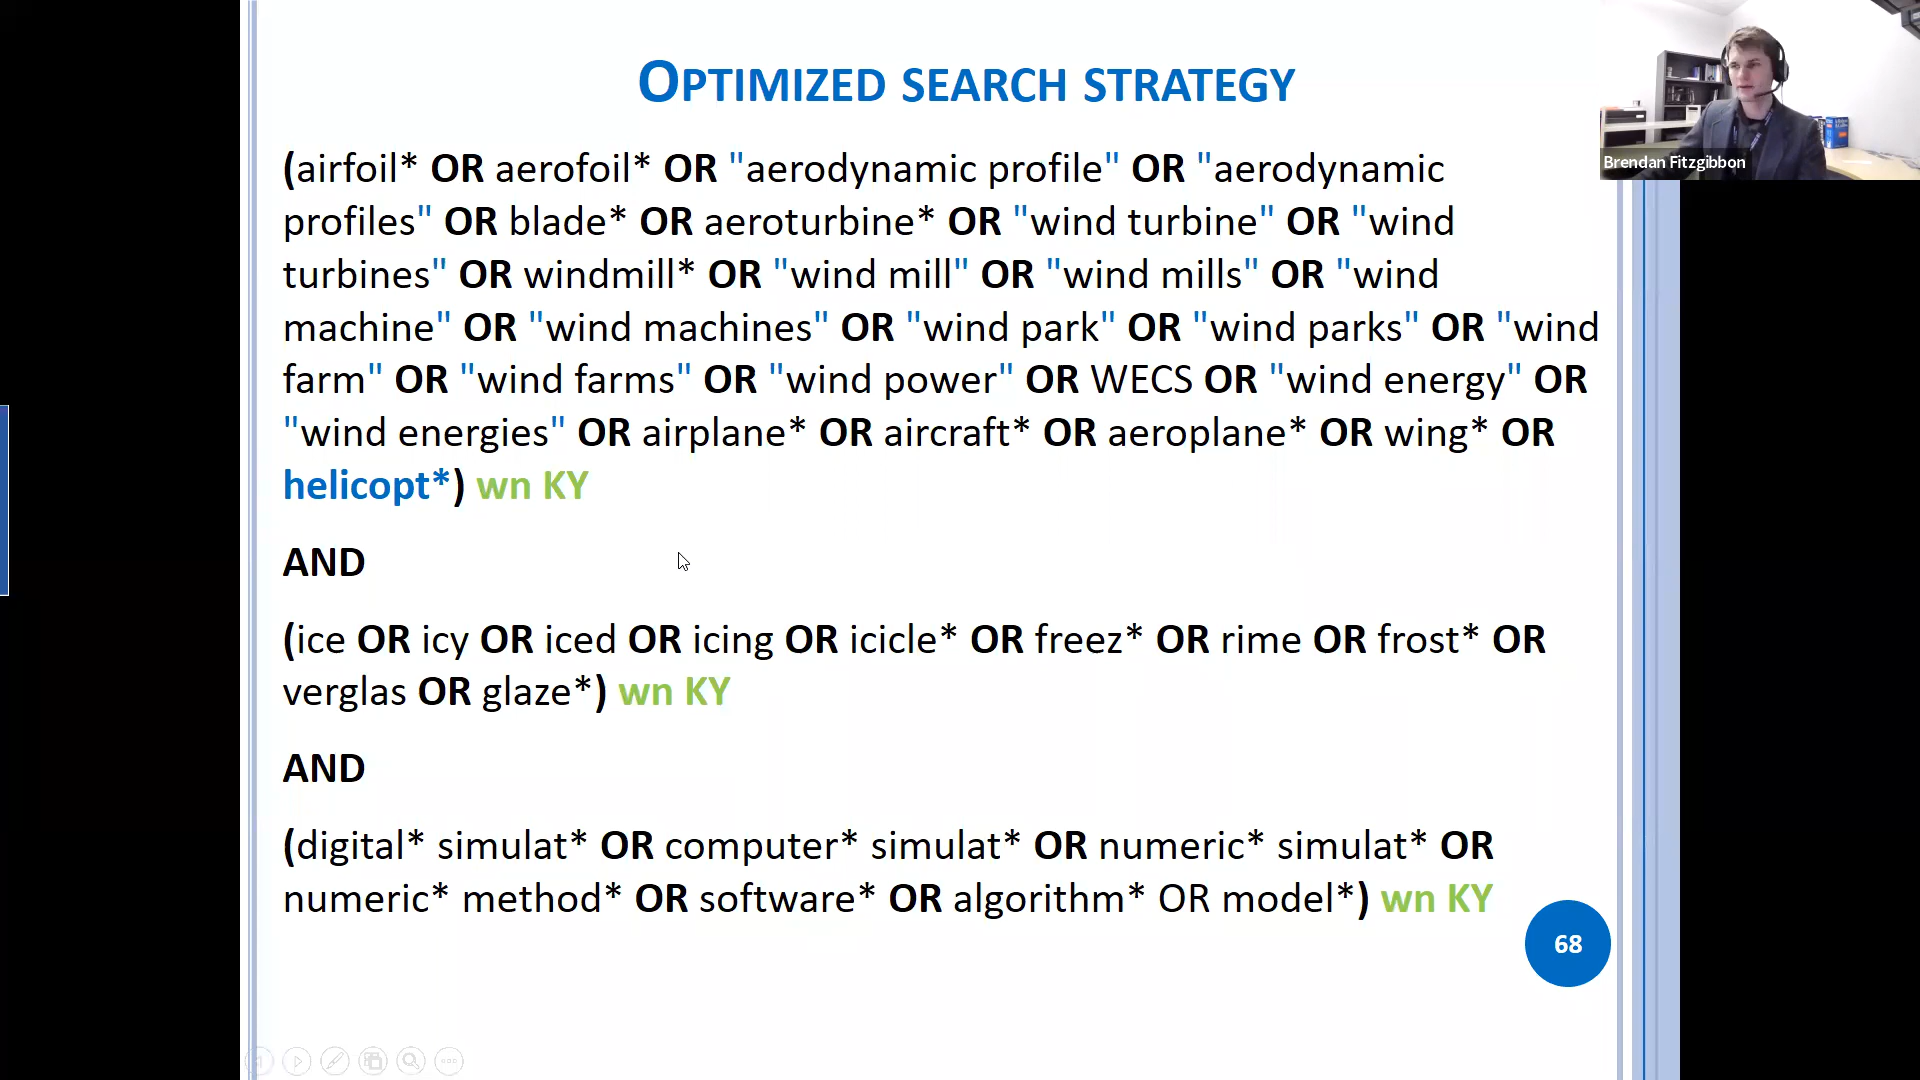 OPTIMIZED SEARCH STRATEGY
Brendan Fitzgibbon
(airfoil* OR aerofoil* OR "aerodynamic profile" OR "aerodynamic
profiles" OR blade* OR aeroturbine* OR "wind turbine" OR "wind
turbines" OR windmill* OR "wind mill" OR "wind mills" OR "wind
machine" OR "wind machines" OR "wind park" OR "wind parks" OR "wind
farm" OR "wind farms" OR "wind power" OR WECS OR "wind energy" OR
"wind energies" OR airplane* OR aircraft* OR aeroplane* OR wing* OR
helicopt*) wn KY
AND
(ice OR icy OR iced OR icing OR icicle* OR freez* OR rime OR frost* OR
verglas OR glaze*) wn KY
AND
(digital* simulat* OR computer* simulat* OR numeric* simulat* OR
numeric* method* OR software* OR algorithm* OR model*) wn KY
68